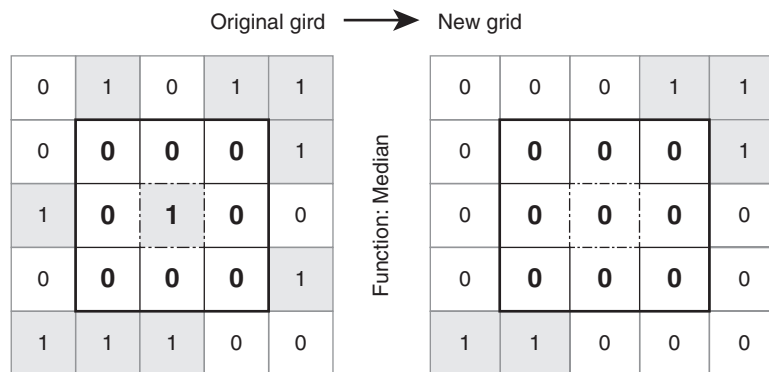 Original gird → New grid
0 1 0 1 1 0 0 0 1 1
0 0 0 0 1 0 0 0 0 1
1 0 1 0 0 0 0 0 0 0
0 0 0 0 1 0 0 0 0 0
1 1 1 0 0 1 1 0 0 0
Function: Median